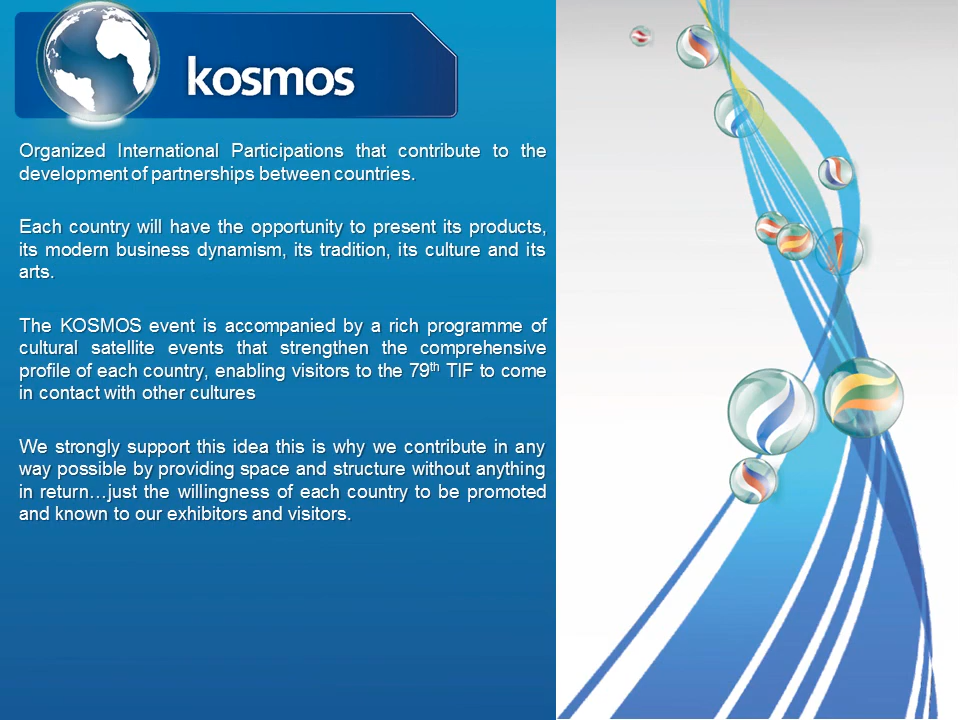 kosmos
Organized International Participations that contribute to the
development of partnerships between countries.
Each country will have the opportunity to present its products,
its modern business dynamism, its tradition, its culture and its
arts.
The KOSMOS event is accompanied by a rich programme of
cultural satellite events that strengthen the comprehensive
profile of each country, enabling visitors to the 79th TIF to come
in contact with other cultures
We strongly support this idea this is why we contribute in any
way possible by providing space and structure without anything
in return…just the willingness of each country to be promoted
and known to our exhibitors and visitors.